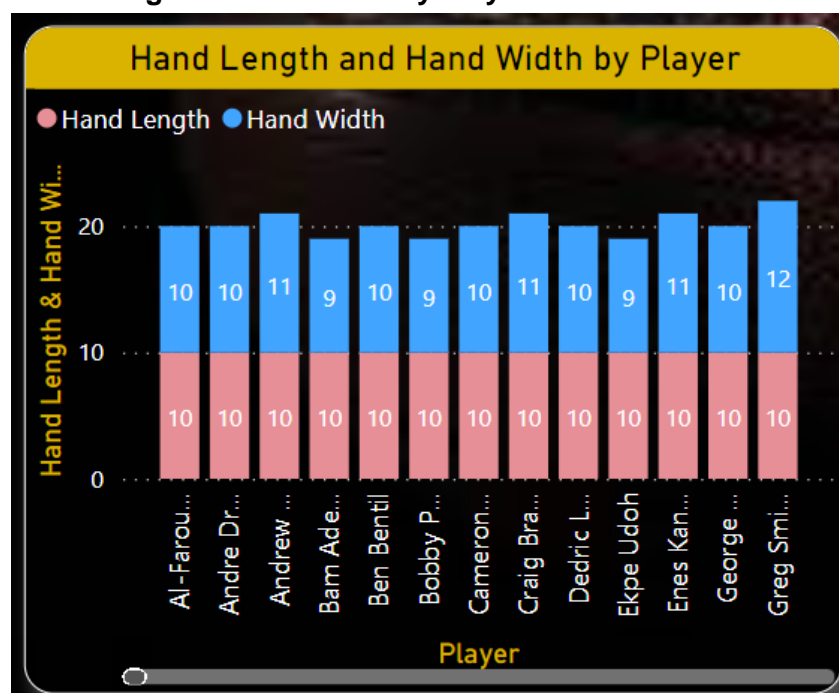 Hand Length and Hand Width by Player
Hand Length Hand Width
Hand Length & Hand Wi...
20
10
0
10 10 11 9 10 9 10 11 10 9 11 10 12
10 10 10 10 10 10 10 10 10 10 10 10 10
Al-Farou...
Andre Dr...
Andrew ...
Bam Ade...
Ben Bentil
Bobby P...
Cameron...
Craig Bra...
Dedric L...
Ekpe Udoh
Enes Kan...
George ...
Greg Smi...
Player